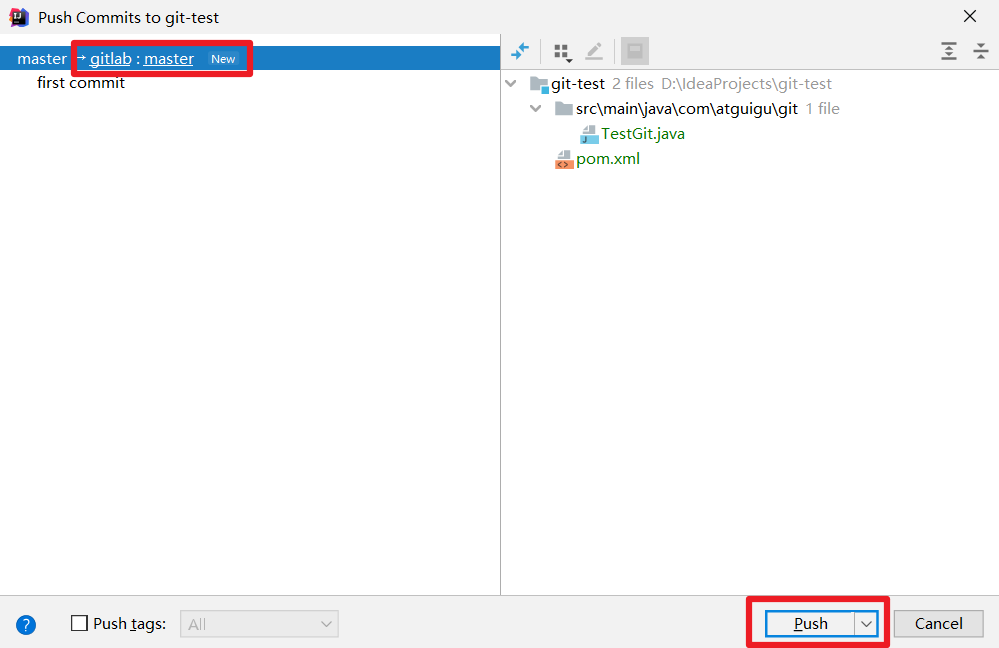 Push Commits to git-test
master → gitlab : master New
first commit
git-test 2 files D:\IdeaProjects\git-test
src\main\java\com\atguigu\git 1 file
TestGit.java
pom.xml
Push tags: All
Push
Cancel